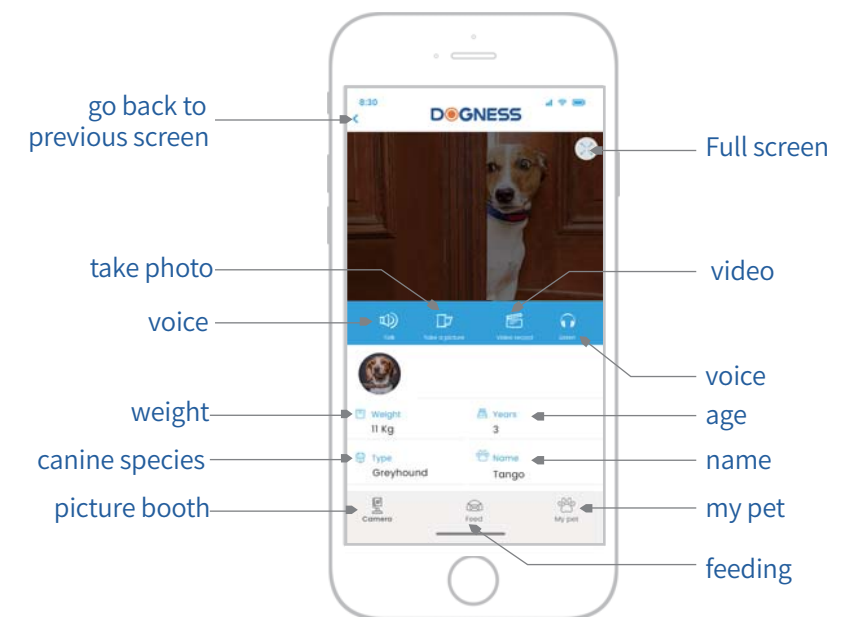 go back to
previous screen
8:30
DOGNESS
Full screen
take photo
video
voice
Talk
Take a picture
Video record
Listen
voice
weight
Weight
11 Kg
Years
3
age
canine species
Type
Greyhound
Name
Tango
name
picture booth
Camera
Feed
My pet
my pet
feeding